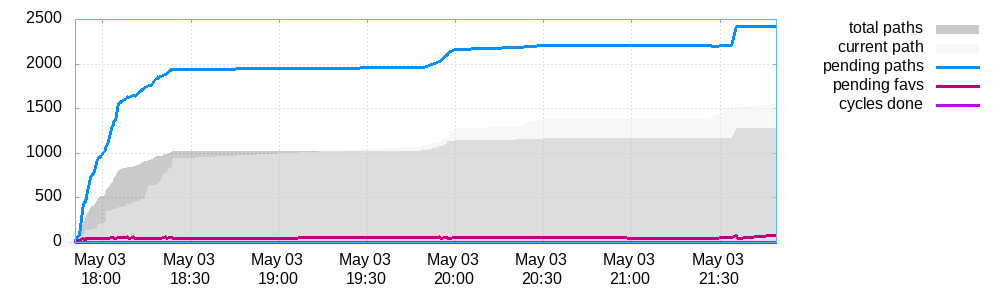 2500
2000
1500
1000
500
0
May 03 May 03 May 03 May 03 May 03 May 03 May 03 May 03
18:00 18:30 19:00 19:30 20:00 20:30 21:00 21:30
total paths
current path
pending paths
pending favs
cycles done